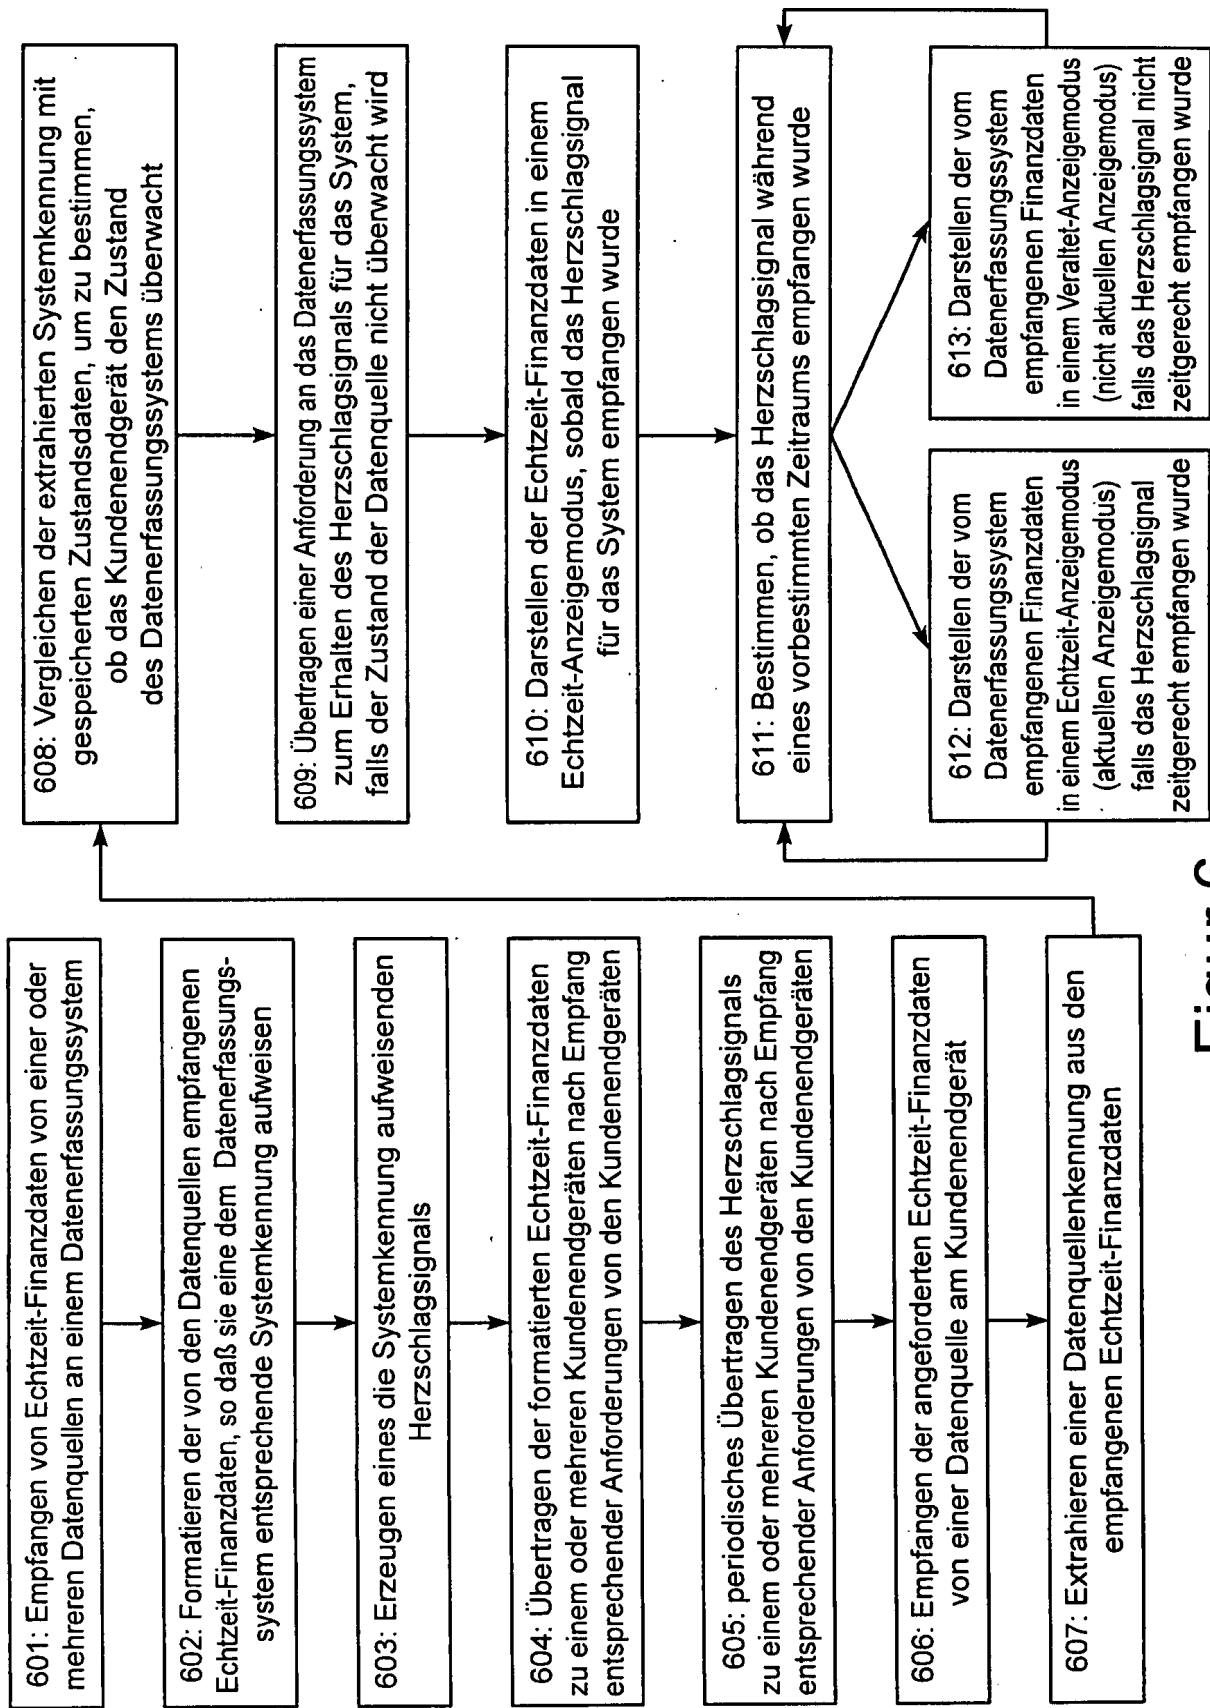 601: Empfangen von Echtzeit-Finanzdaten von einer oder
mehreren Datenquellen an einem Datenerfassungssystem
602: Formatieren der von den Datenquellen empfangenen
Echtzeit-Finanzdaten, so daß sie eine dem Datenerfassungs-
system entsprechende Systemkennung aufweisen
603: Erzeugen eines die Systemkennung aufweisenden
Herzschlagsignals
604: Übertragen der formatierten Echtzeit-Finanzdaten
zu einem oder mehreren Kundenendgeräten nach Empfang
entsprechender Anforderungen von den Kundenendgeräten
605: periodisches Übertragen des Herzschlagsignals
zu einem oder mehreren Kundenendgeräten nach Empfang
entsprechender Anforderungen von den Kundenendgeräten
606: Empfangen der angeforderten Echtzeit-Finanzdaten
von einer Datenquelle am Kundenendgerät
607: Extrahieren einer Datenquellenkennung aus den
empfangenen Echtzeit-Finanzdaten
608: Vergleichen der extrahierten Systemkennung mit
gespeicherten Zustandsdaten, um zu bestimmen,
ob das Kundenendgerät den Zustand
des Datenerfassungssystems überwacht
609: Übertragen einer Anforderung an das Datenerfassungssystem
zum Erhalten des Herzschlagsignals für das System,
falls der Zustand der Datenquelle nicht überwacht wird
610: Darstellen der Echtzeit-Finanzdaten in einem
Echtzeit-Anzeigemodus, sobald das Herzschlagsignal
für das System empfangen wurde
611: Bestimmen, ob das Herzschlagsignal während
eines vorbestimmten Zeitraums empfangen wurde
612: Darstellen der vom
Datenerfassungssystem
empfangenen Finanzdaten
in einem Echtzeit-Anzeigemodus
(aktuellen Anzeigemodus)
falls das Herzschlagsignal
zeitgerecht empfangen wurde
613: Darstellen der vom
Datenerfassungssystem
empfangenen Finanzdaten
in einem Veraltet-Anzeigemodus
(nicht aktuellen Anzeigemodus)
falls das Herzschlagsignal nicht
zeitgerecht empfangen wurde